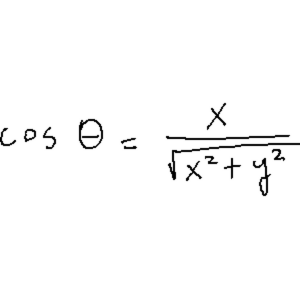 cos θ = x / √(x² + y²)